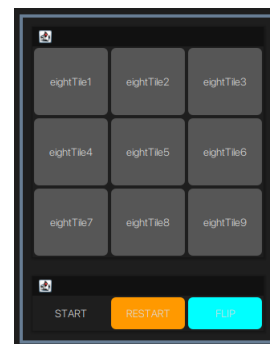 eightTile1 eightTile2 eightTile3
eightTile4 eightTile5 eightTile6
eightTile7 eightTile8 eightTile9
START RESTART FLIP